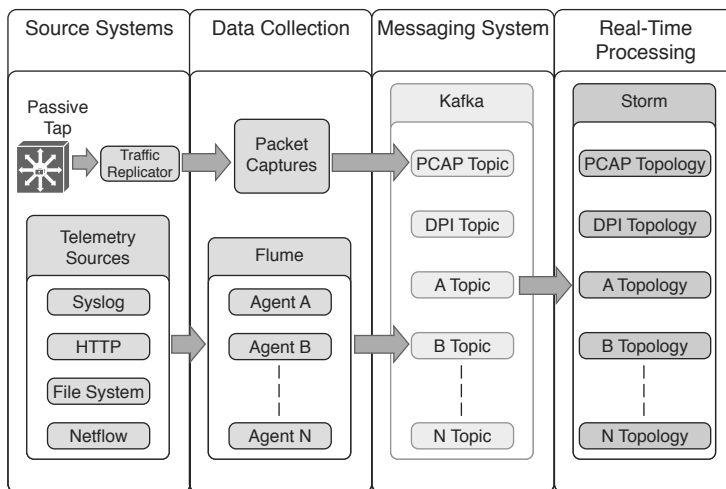 Source Systems
Data Collection
Messaging System
Real-Time
Processing
Passive
Tap
Traffic
Replicator
Packet
Captures
Kafka
PCAP Topic
DPI Topic
A Topic
B Topic
N Topic
Storm
PCAP Topology
DPI Topology
A Topology
B Topology
N Topology
Telemetry
Sources
Syslog
HTTP
File System
Netflow
Flume
Agent A
Agent B
Agent N